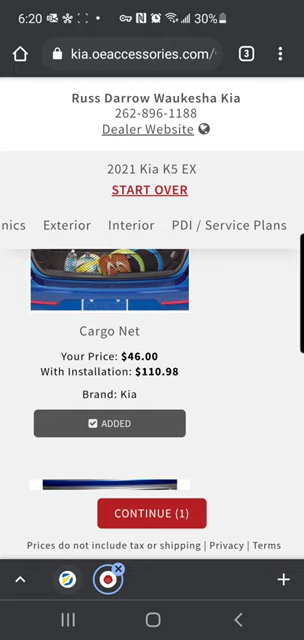 6:20
30%
kia.oeaccessories.com/
3
Russ Darrow Waukesha Kia
262-896-1188
Dealer Website
2021 Kia K5 EX
START OVER
nics Exterior Interior PDI / Service Plans
Cargo Net
Your Price: $46.00
With Installation: $110.98
Brand: Kia
ADDED
CONTINUE (1)
Prices do not include tax or shipping | Privacy | Terms